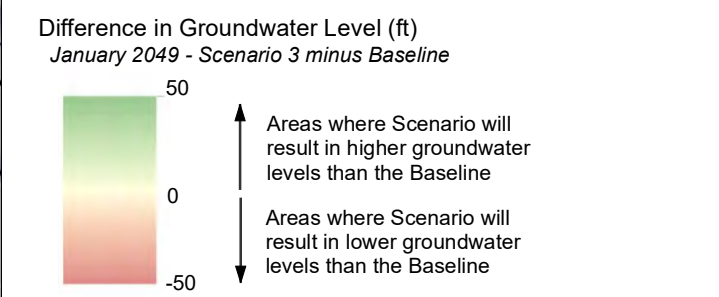 Difference in Groundwater Level (ft)
January 2049 - Scenario 3 minus Baseline
50
Areas where Scenario will
result in higher groundwater
levels than the Baseline
0
Areas where Scenario will
result in lower groundwater
levels than the Baseline
-50